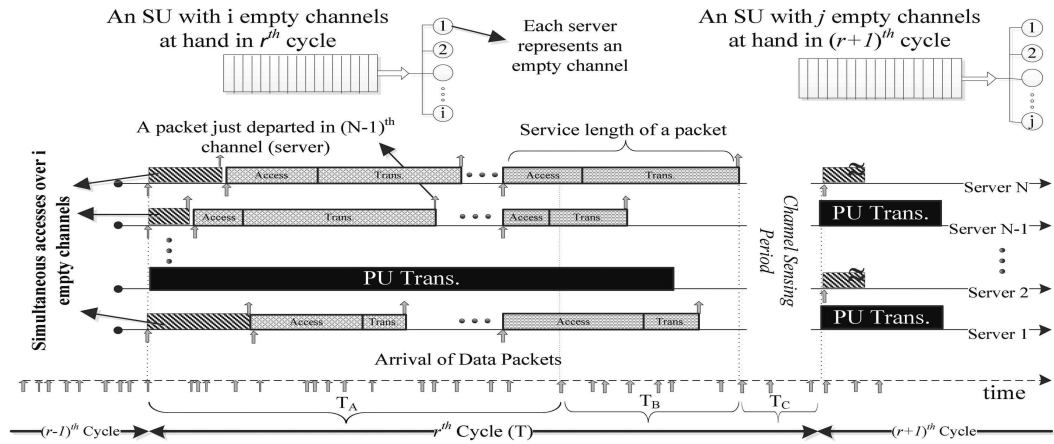 An SU with i empty channels
at hand in r^th cycle
1
2
i
Each server
represents an
empty channel
An SU with j empty channels
at hand in (r+1)^th cycle
1
2
j
A packet just departed in (N-1)^th
channel (server)
Service length of a packet
Simultaneous accesses over i
empty channels
Access Trans. Access Trans.
Server N
Access Trans. Access Trans.
PU Trans.
Server N-1
PU Trans.
Server 2
Access Trans. Access Trans.
PU Trans.
Server 1
Channel Sensing
Period
Arrival of Data Packets
time
T_A
T_B
T_C
(r-1)^th Cycle
r^th Cycle (T)
(r+1)^th Cycle